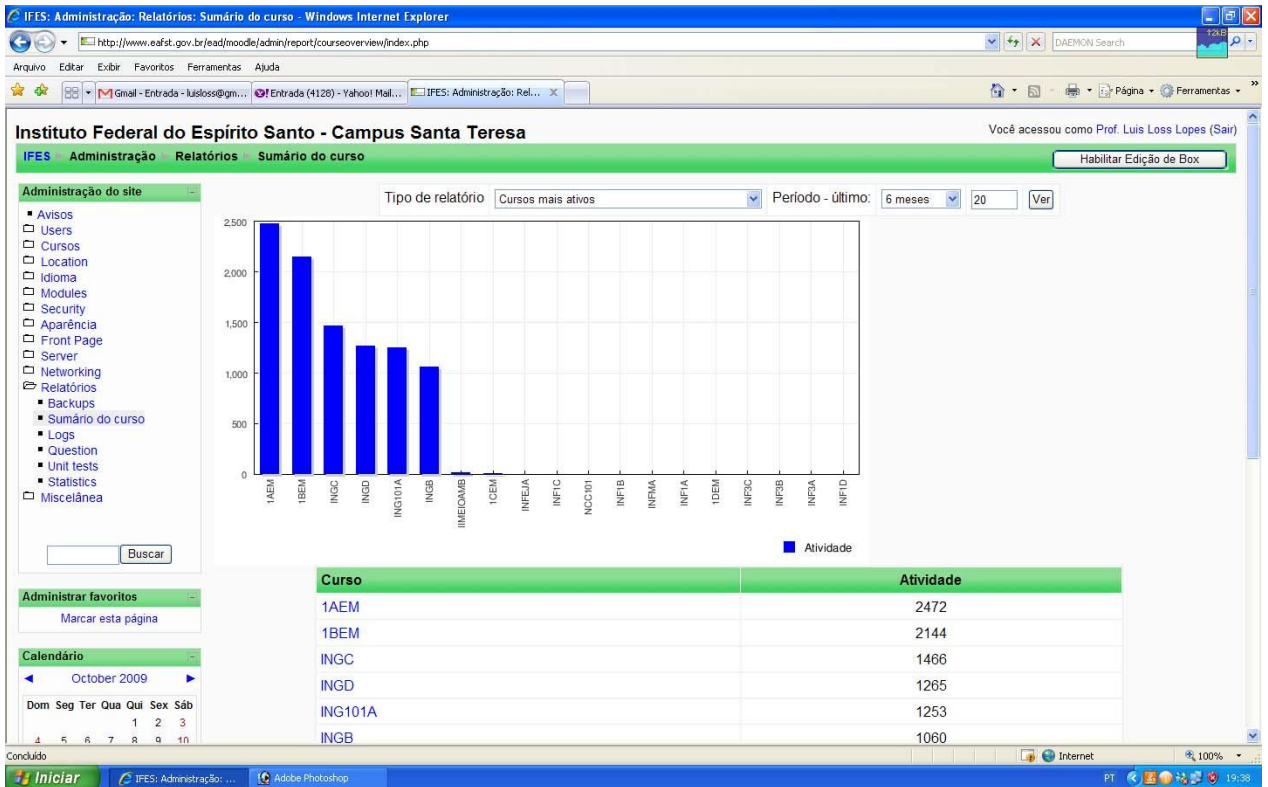 IFES: Administração: Relatórios: Sumário do curso - Windows Internet Explorer
http://www.eafst.gov.br/ead/moodle/admin/report/courseoverview/index.php
DAEMON Search
12kB
Arquivo Editar Exibir Favoritos Ferramentas Ajuda
Gmail - Entrada - luisloss@gm... Entrada (4128) - Yahoo! Mail... IFES: Administração: Rel... X
Página Ferramentas »
Instituto Federal do Espírito Santo - Campus Santa Teresa
Você acessou como Prof. Luis Loss Lopes (Sair)
IFES Administração Relatórios Sumário do curso
Habilitar Edição de Box
Administração do site
Avisos
Users
Cursos
Location
Idioma
Modules
Security
Aparência
Front Page
Server
Networking
Relatórios
Backups
Sumário do curso
Logs
Question
Unit tests
Statistics
Miscelânea
Buscar
Administrar favoritos
Marcar esta página
Calendário
October 2009
Dom Seg Ter Qua Qui Sex Sáb
1 2 3
4 5 6 7 8 9 10
Tipo de relatório Cursos mais ativos Período - último: 6 meses 20 Ver
2,500
2,000
1,500
1,000
500
0
1AEM 1BEM INGC INGD ING101A INGB IIMEIOAMB 1CEM INFEJA INF1C NCC101 INF1B INFMA INF1A 1DEM INF3C INF3B INF3A INF1D
Atividade
Curso Atividade
1AEM 2472
1BEM 2144
INGC 1466
INGD 1265
ING101A 1253
INGB 1060
Concluído Internet 100%
Iniciar IFES: Administração: ... Adobe Photoshop PT 19:38